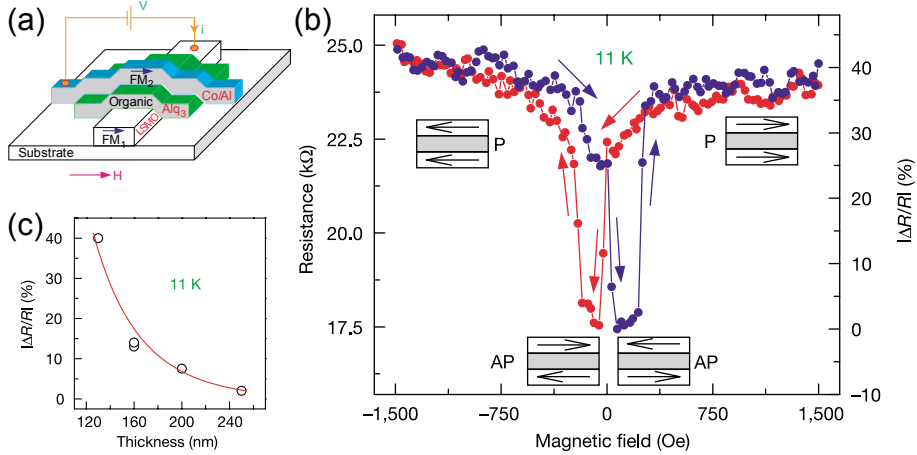 (a)
V
i
FM₂
Co/Al
Organic
Alq₃
LSMO
FM₁
Substrate
H
(b)
11 K
25.0
22.5
20.0
17.5
Resistance (kΩ)
P
P
AP
AP
40
30
20
10
0
−10
|ΔR/R| (%)
−1,500
−750
0
750
1,500
Magnetic field (Oe)
(c)
11 K
40
30
20
10
0
|ΔR/R| (%)
120
160
200
240
Thickness (nm)